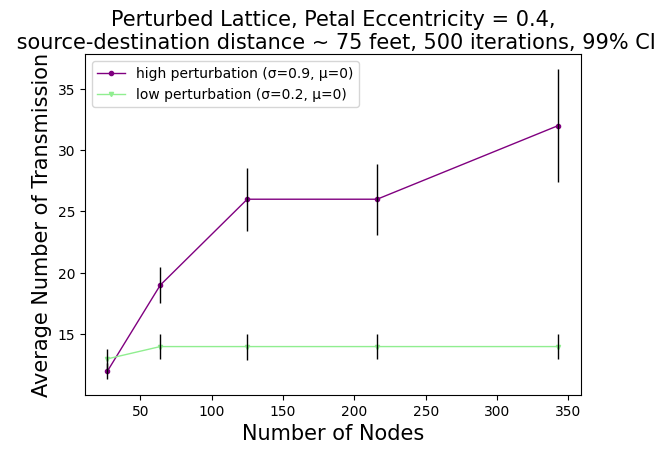 Perturbed Lattice, Petal Eccentricity = 0.4,
source-destination distance ~ 75 feet, 500 iterations, 99% CI
high perturbation (σ=0.9, μ=0)
low perturbation (σ=0.2, μ=0)
Average Number of Transmission
35
30
25
20
15
50
100
150
200
250
300
350
Number of Nodes